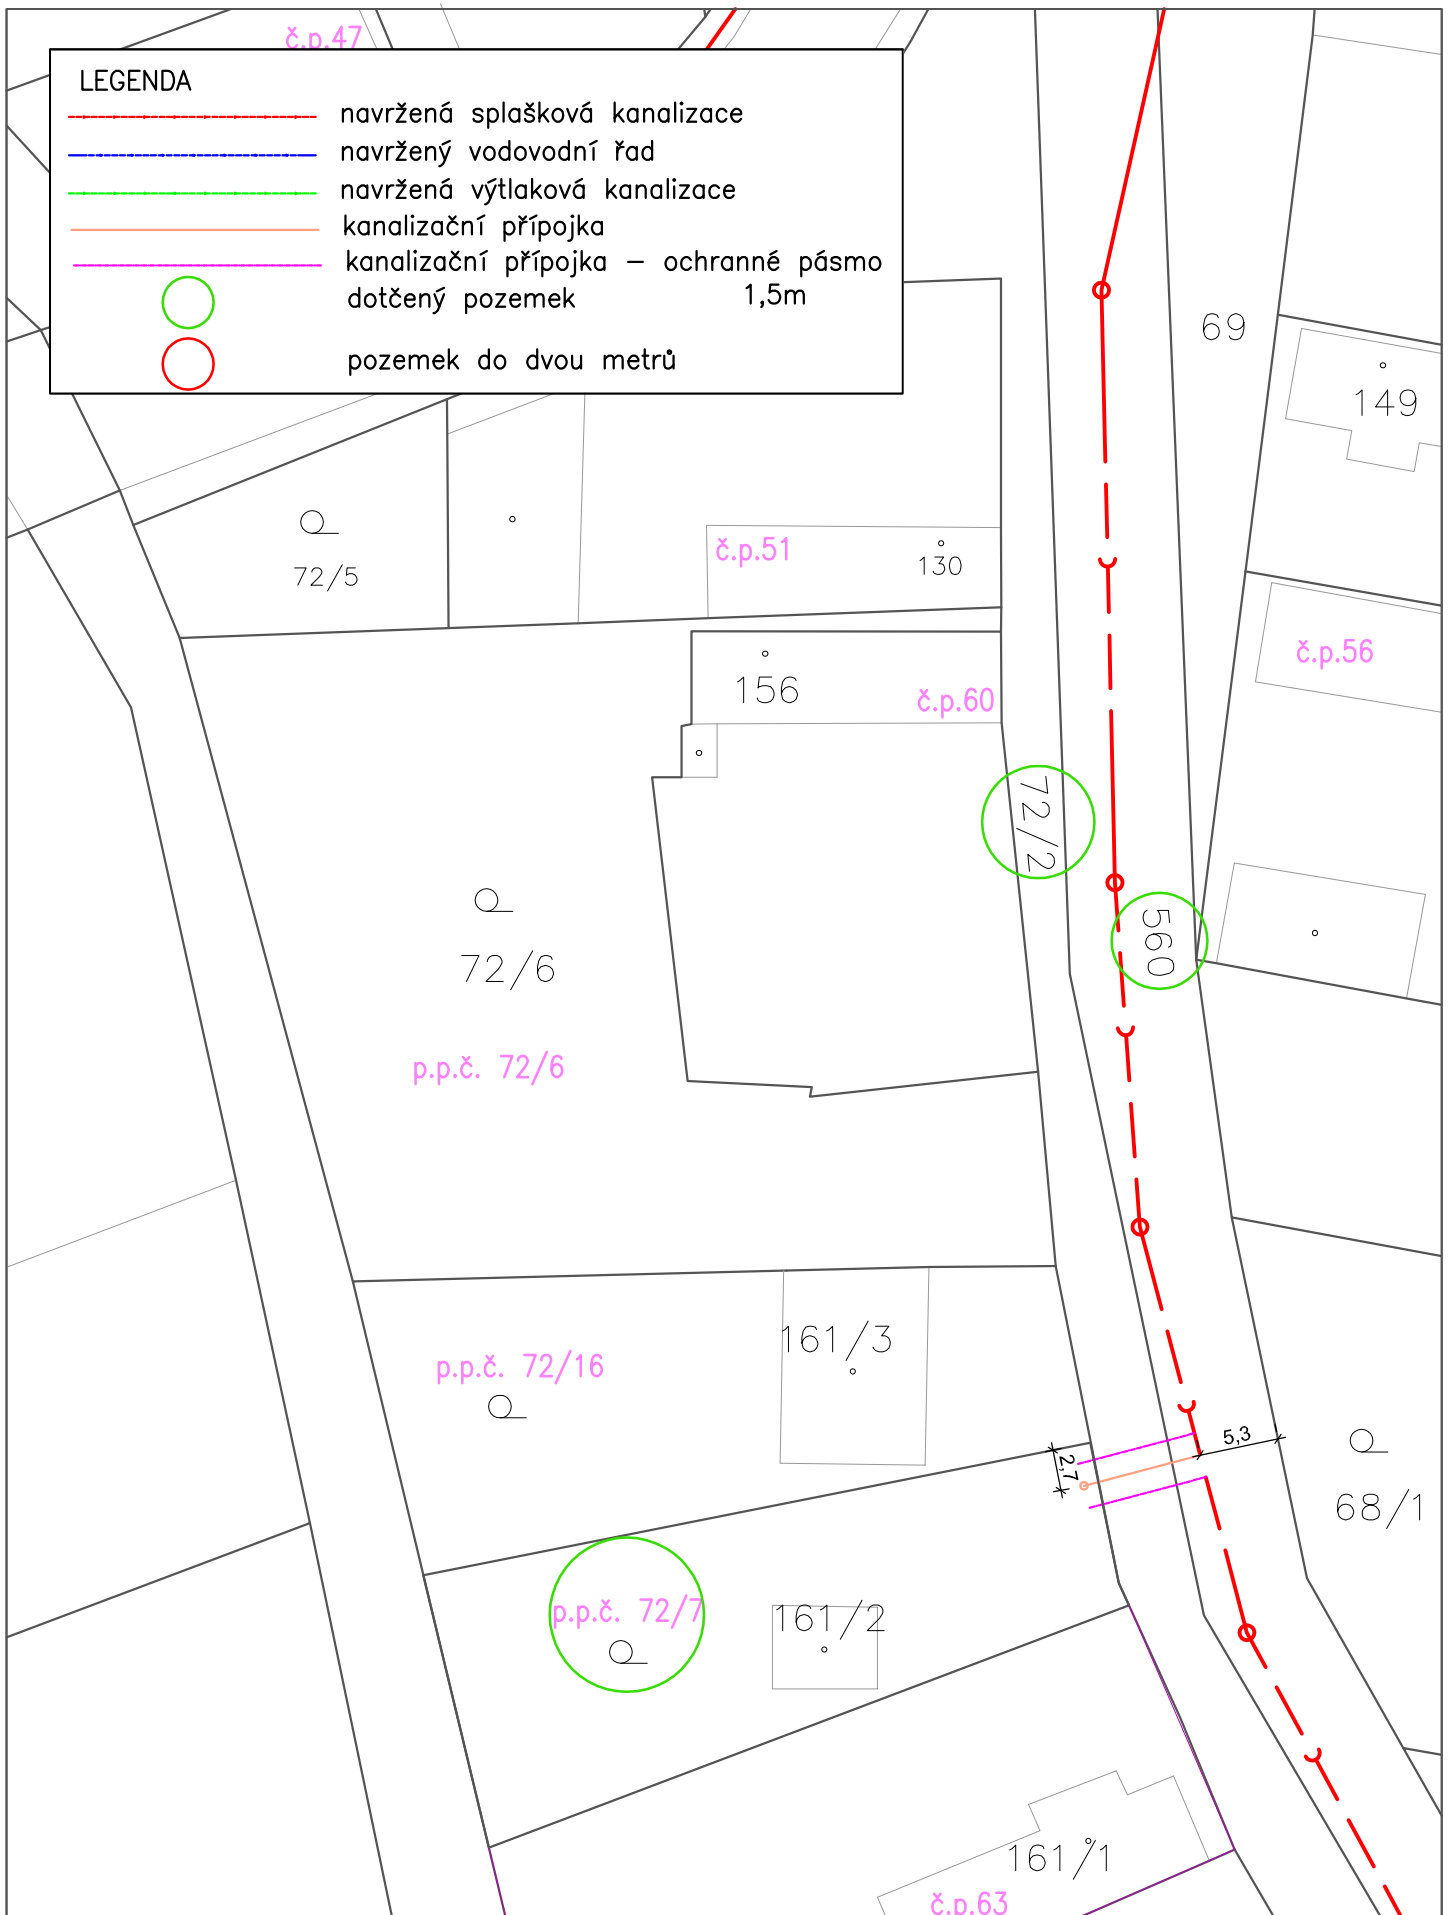 č.p.47
LEGENDA
navržená splašková kanalizace
navržený vodovodní řad
navržená výtlaková kanalizace
kanalizační přípojka
kanalizační přípojka – ochranné pásmo
1,5m
dotčený pozemek
pozemek do dvou metrů
69
149
č.p.51
130
72/5
č.p.56
156
č.p.60
72/2
560
72/6
p.p.č. 72/6
161/3
p.p.č. 72/16
5,3
2,7
68/1
p.p.č. 72/7
161/2
161/1
č.p.63